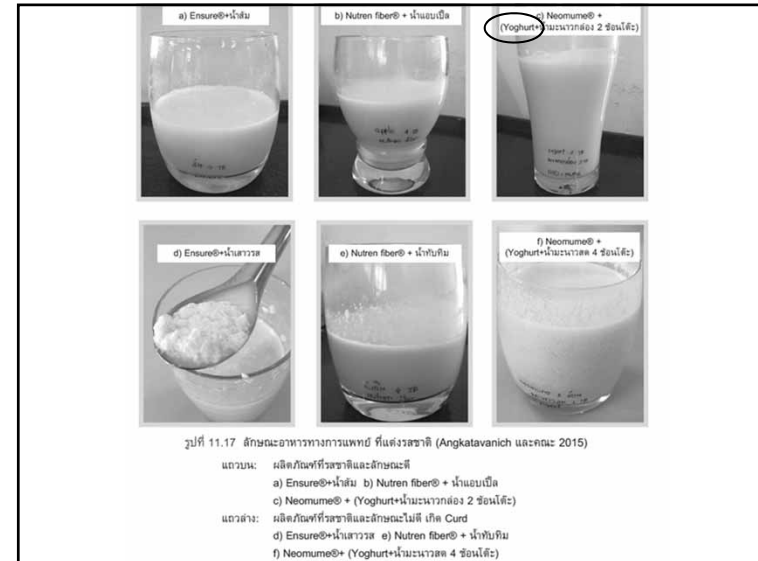 a) Ensure®+น้ำส้ม
b) Nutren fiber® + น้ำแอบเปิ้ล
c) Neomume® +
(Yoghurt+น้ำมะนาวกล่อง 2 ช้อนโต๊ะ)
d) Ensure®+น้ำเสาวรส
e) Nutren fiber® + น้ำทับทิม
f) Neomume® +
(Yoghurt+น้ำมะนาวสด 4 ช้อนโต๊ะ)
รูปที่ 11.17 ลักษณะอาหารทางการแพทย์ ที่แต่งรสชาติ (Angkatavanich และคณะ 2015)
แถวบน: ผลิตภัณฑ์ที่รสชาติและลักษณะดี
a) Ensure®+น้ำส้ม b) Nutren fiber® + น้ำแอบเปิ้ล
c) Neomume® + (Yoghurt+น้ำมะนาวกล่อง 2 ช้อนโต๊ะ)
แถวล่าง: ผลิตภัณฑ์ที่รสชาติและลักษณะไม่ดี เกิด Curd
d) Ensure®+น้ำเสาวรส e) Nutren fiber® + น้ำทับทิม
f) Neomume®+ (Yoghurt+น้ำมะนาวสด 4 ช้อนโต๊ะ)